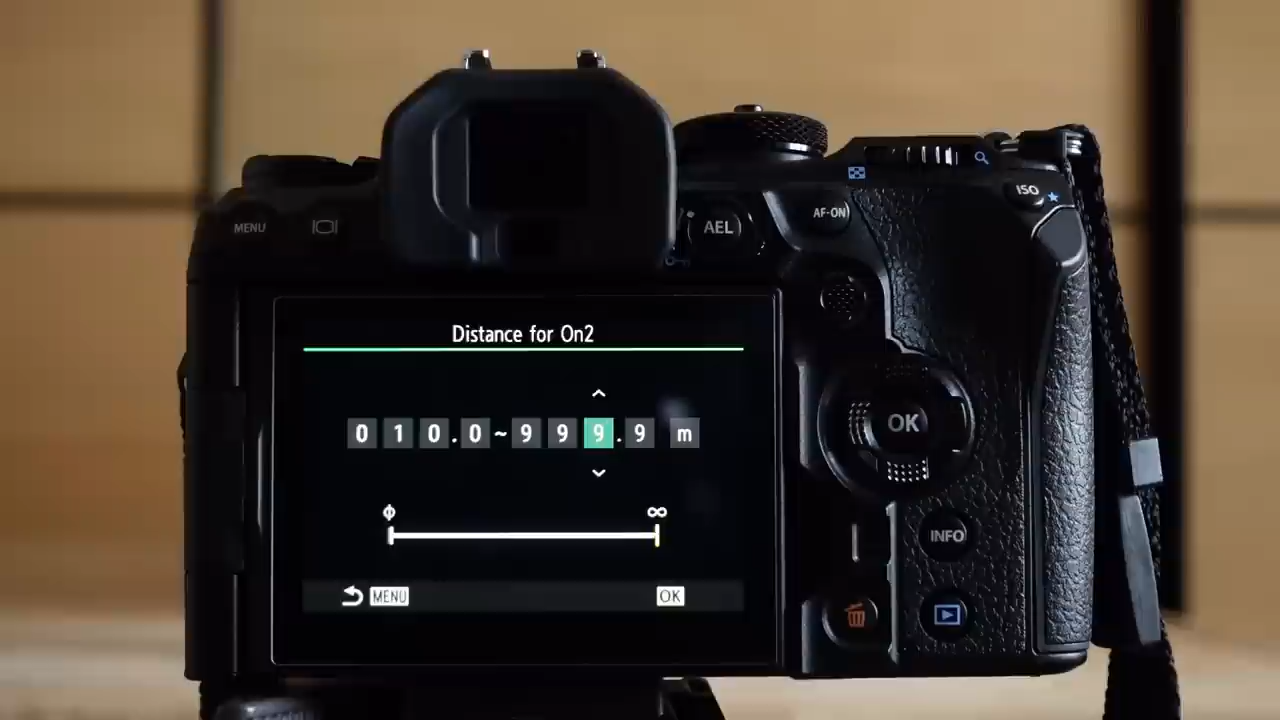 MENU
AEL
AF-ON
ISO
Distance for On2
010.0~999.9 m
∞
MENU
OK
OK
INFO